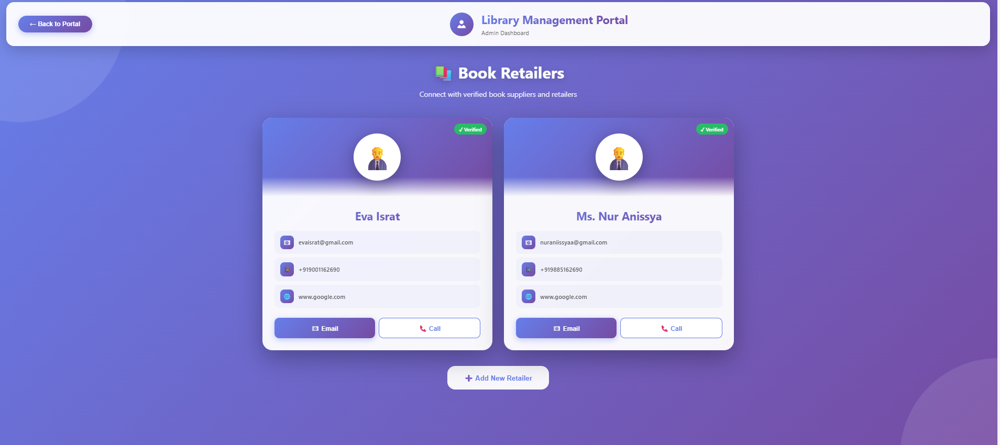 ← Back to Portal
Library Management Portal
Admin Dashboard
Book Retailers
Connect with verified book suppliers and retailers
✓ Verified
Eva Israt
evaisrat@gmail.com
+919001162690
www.google.com
Email
Call
✓ Verified
Ms. Nur Anissya
nuraniissyaa@gmail.com
+919885162690
www.google.com
Email
Call
Add New Retailer